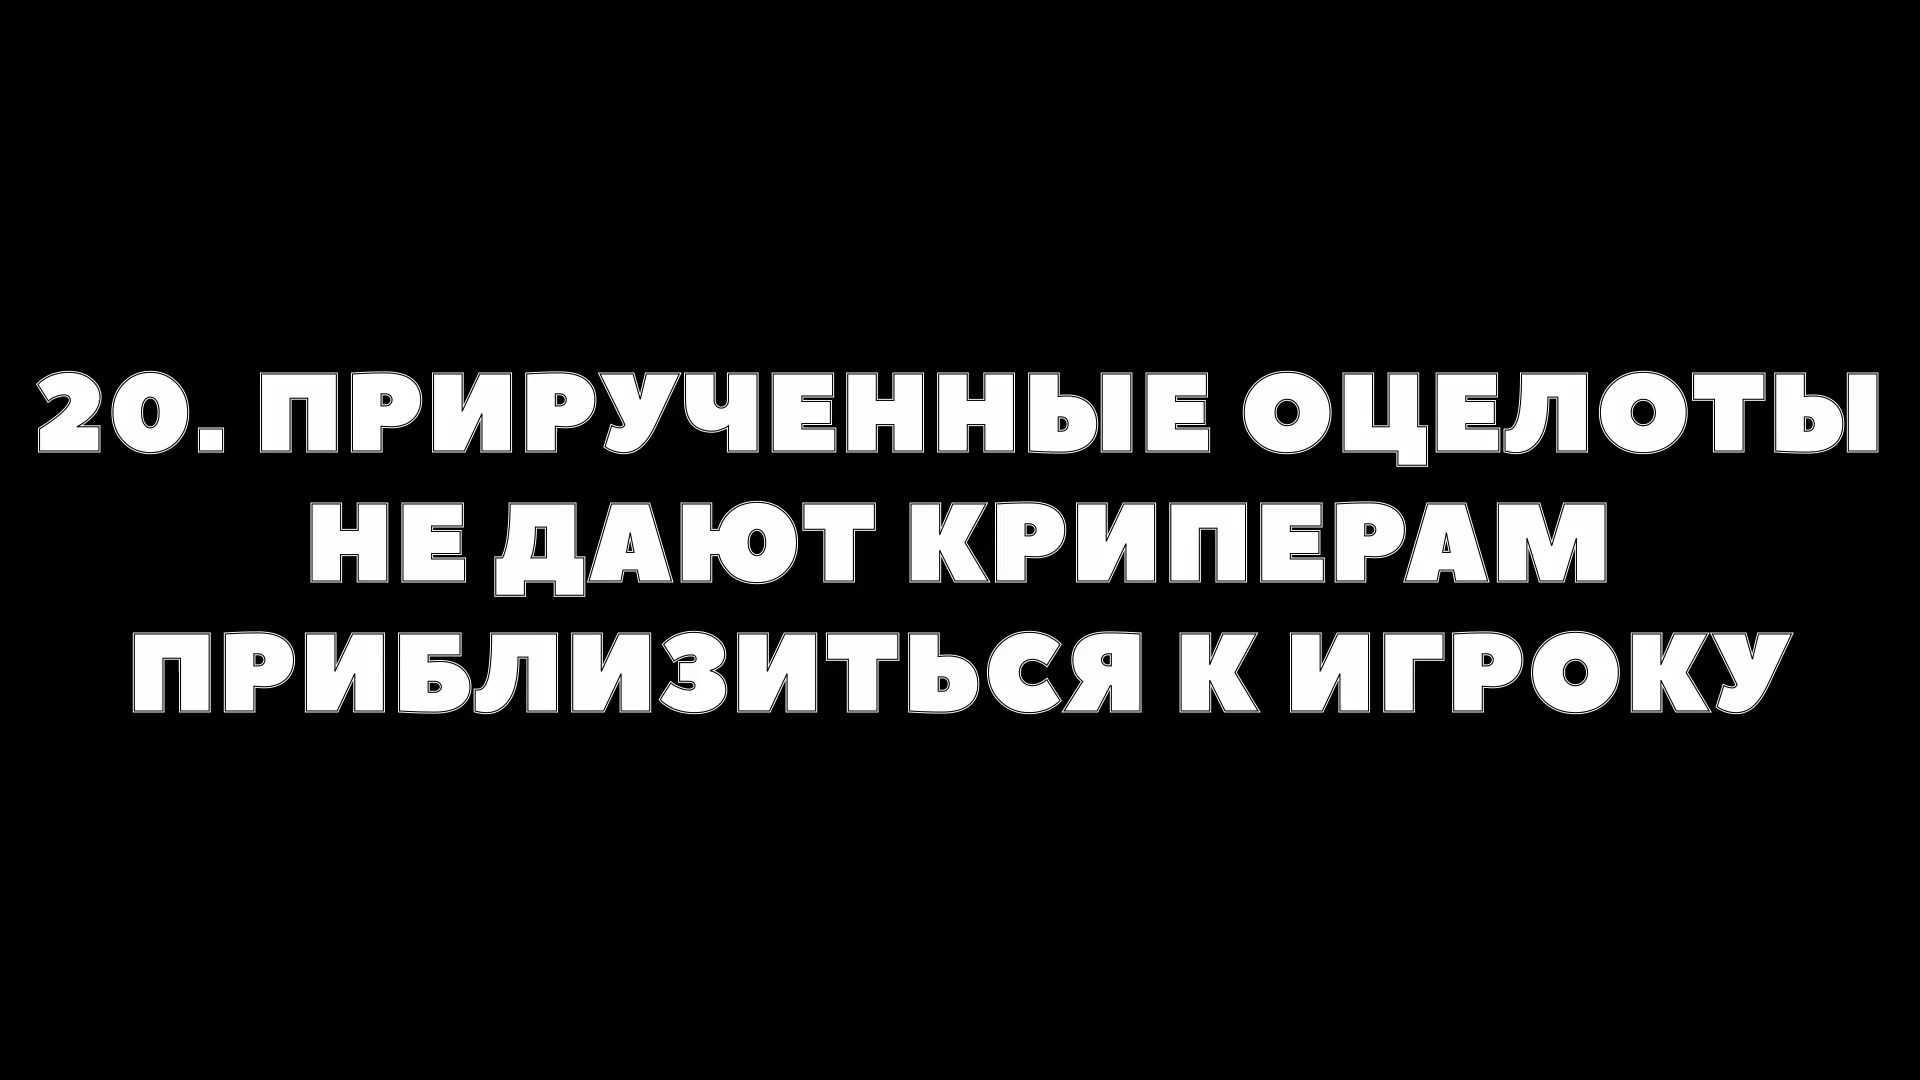 20. ПРИРУЧЕННЫЕ ОЦЕЛОТЫ
НЕ ДАЮТ КРИПЕРАМ
ПРИБЛИЗИТЬСЯ К ИГРОКУ